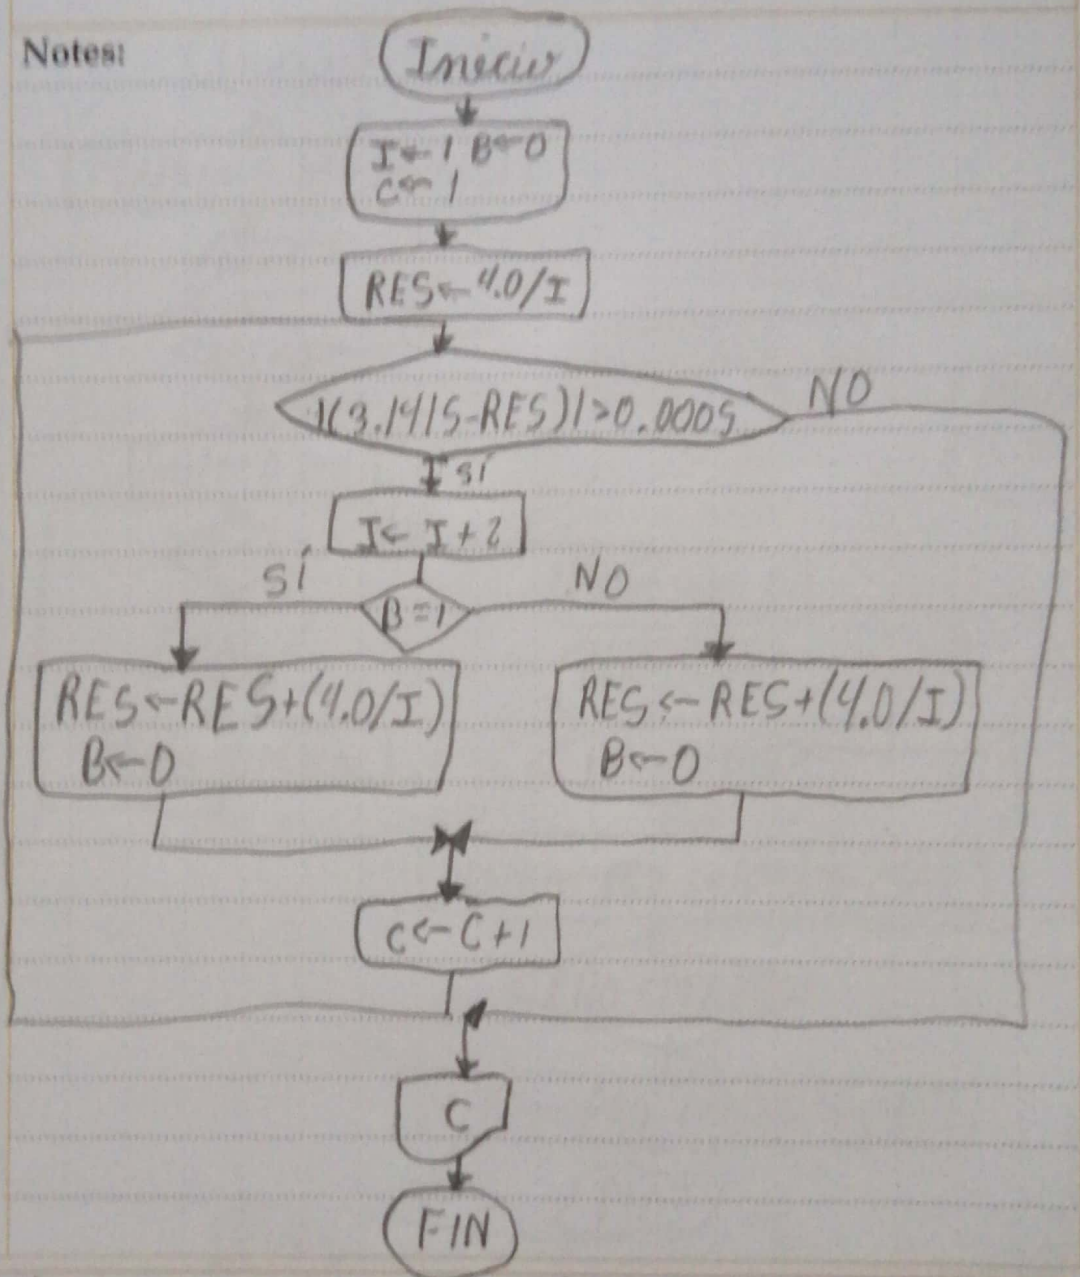 Notes:
Inicio
I←1 B←0
C←1
RES←4.0/I
|(3.1415-RES)|>0.0005
NO
SÍ
I←I+2
SÍ
NO
B=1
RES←RES+(4.0/I)
B←0
RES←RES+(4.0/I)
B←0
C←C+1
C
FIN